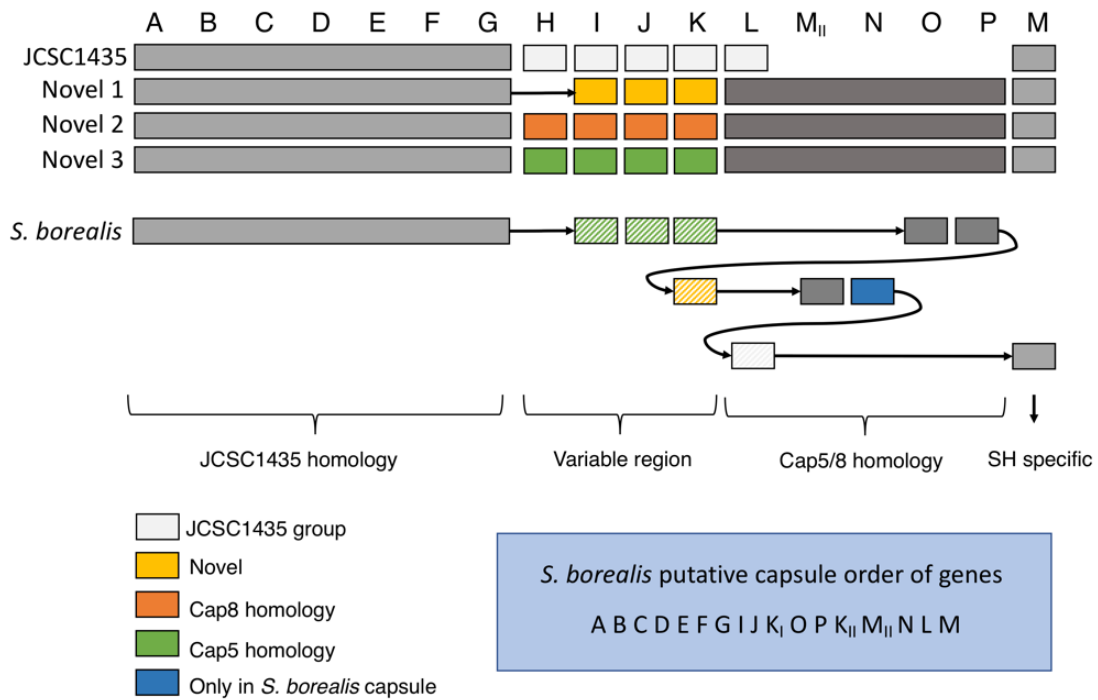 A B C D E F G H I J K L M_II N O P M
JCSC1435
Novel 1
Novel 2
Novel 3
S. borealis
JCSC1435 homology
Variable region
Cap5/8 homology
SH specific
JCSC1435 group
Novel
Cap8 homology
Cap5 homology
Only in S. borealis capsule
S. borealis putative capsule order of genes
A B C D E F G I J K_I O P K_II M_II N L M